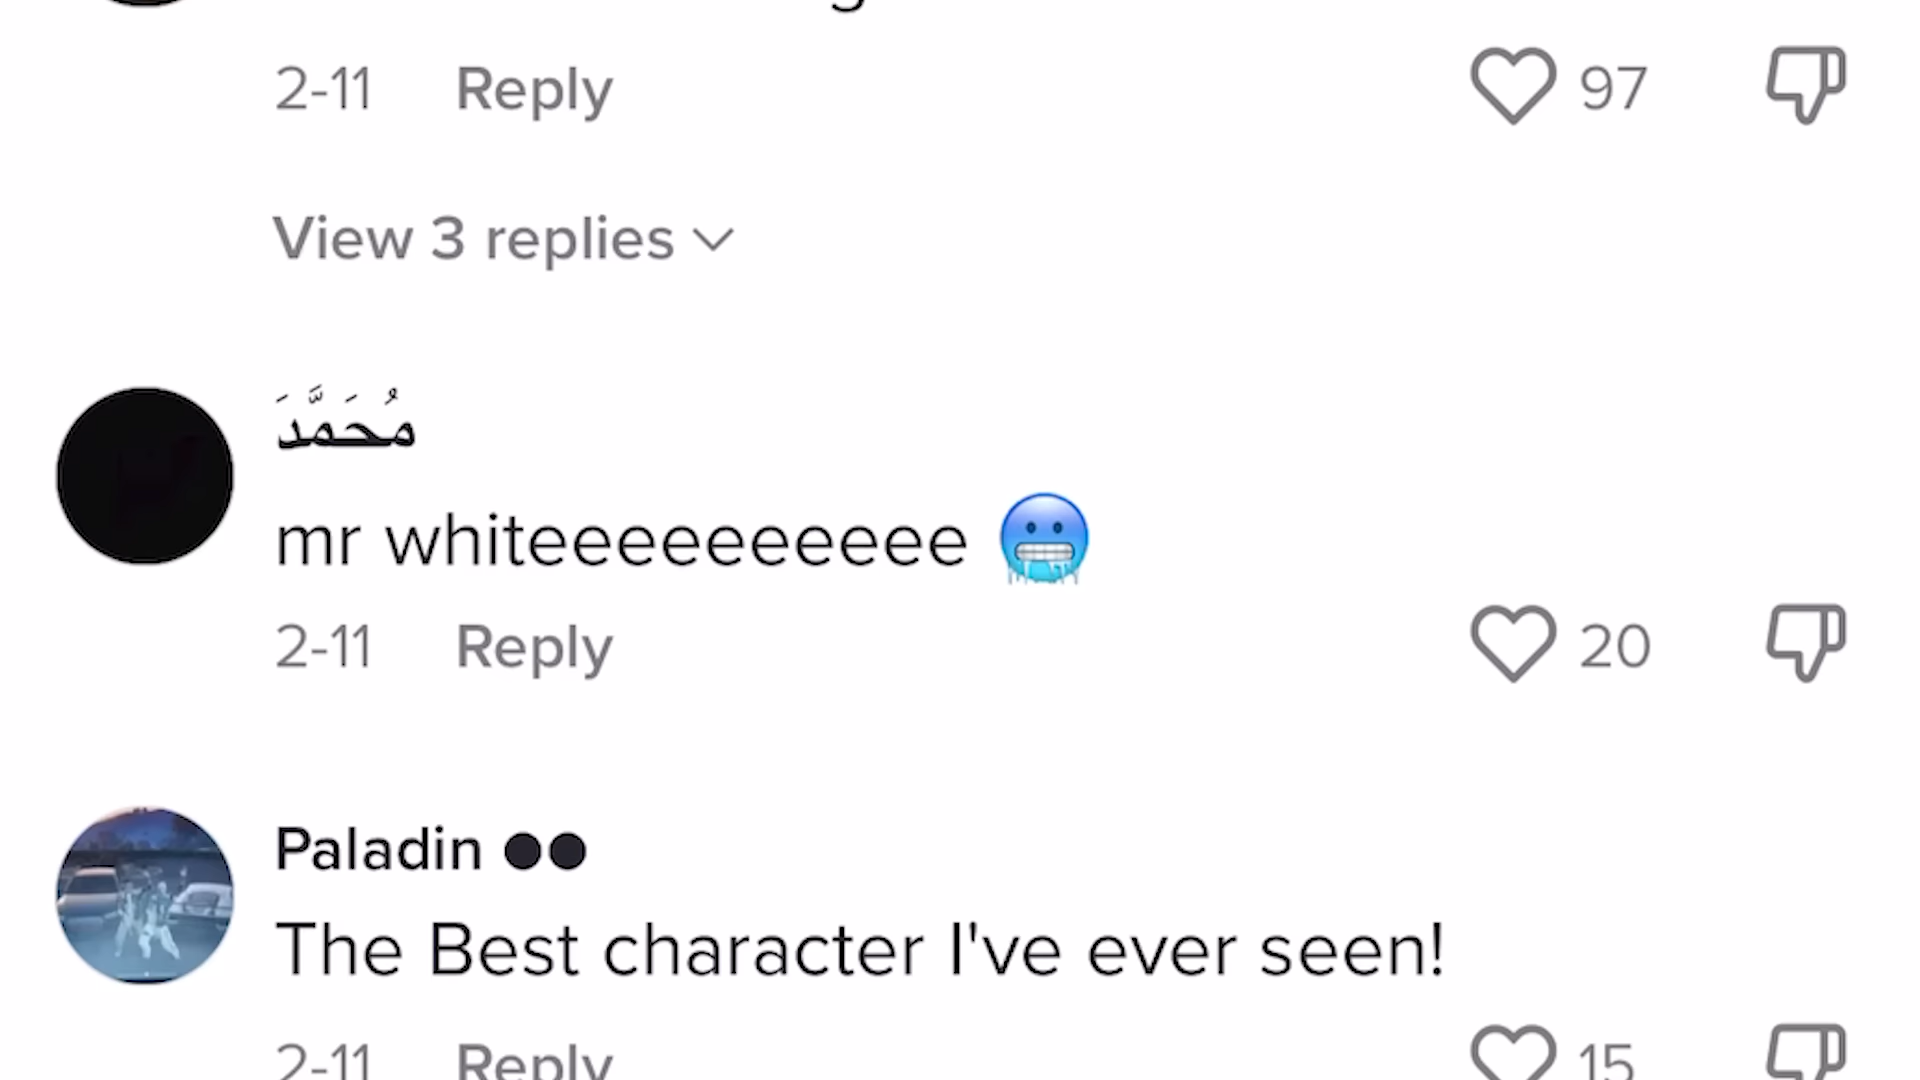 2-11 Reply 97
View 3 replies
مُحَمَّدَ
mr whiteeeeeeeeeee 🥶
2-11 Reply 20
Paladin
The Best character I've ever seen!
2-11 Reply 15